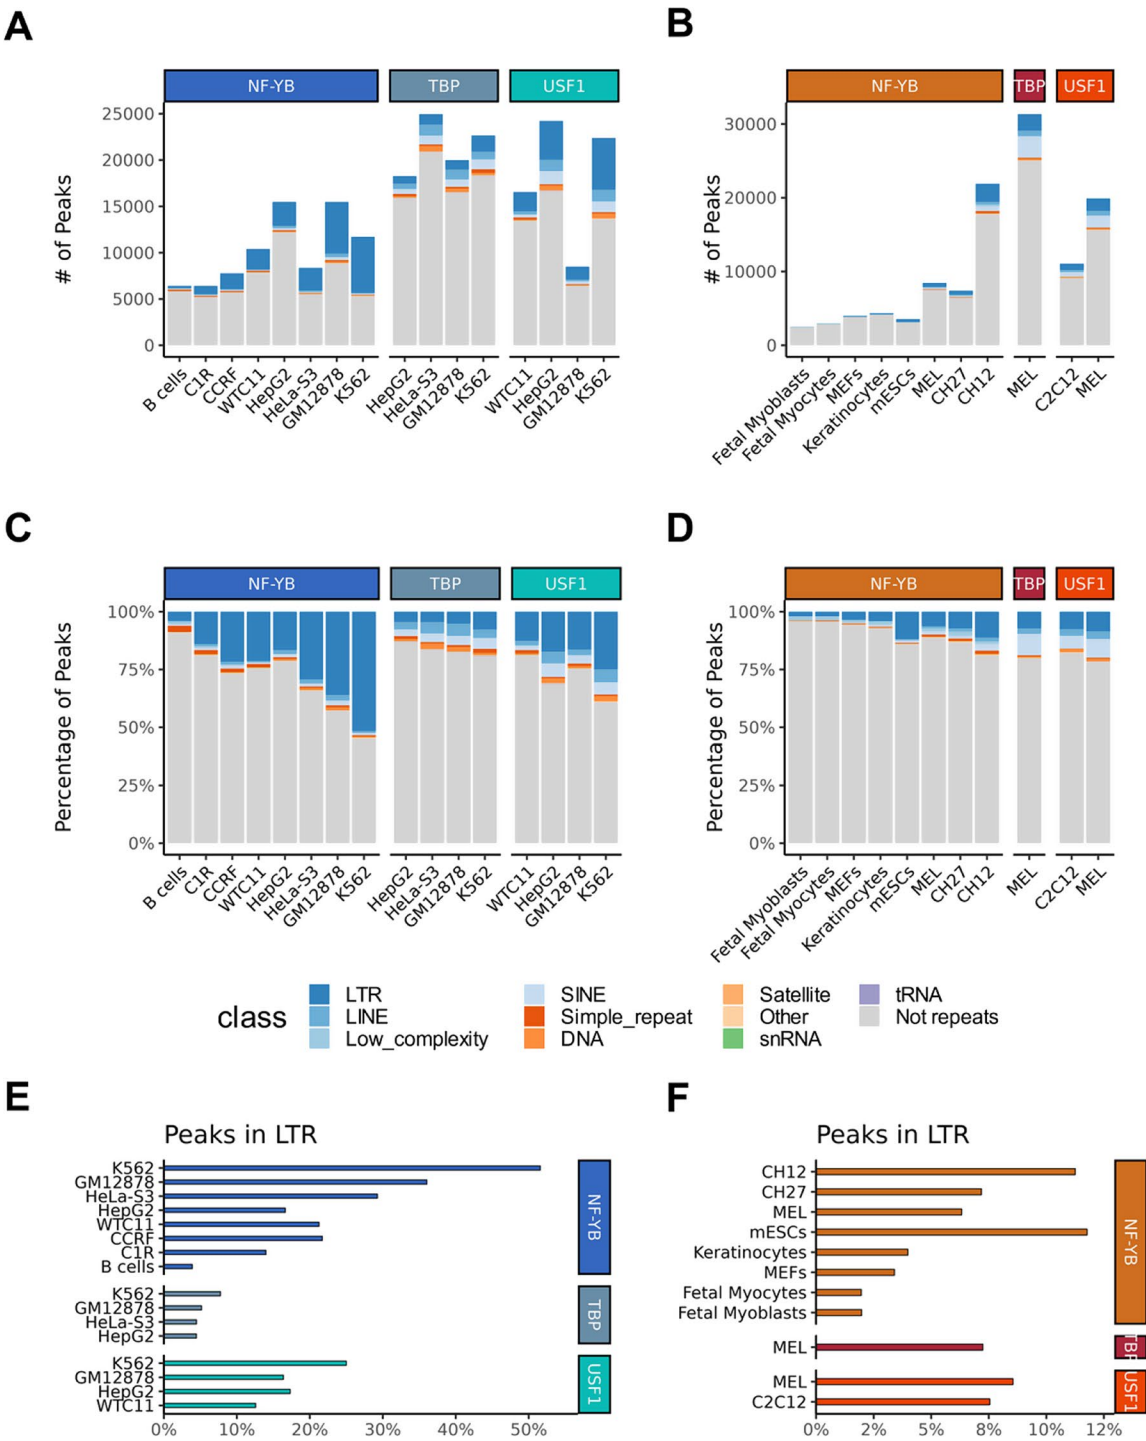 A
B
NF-YB TBP USF1
NF-YB TBP USF1
# of Peaks
25000
20000
15000
10000
5000
0
B cells C1R CCRF WTC11 HepG2 HeLa-S3 GM12878 K562 HepG2 HeLa-S3 GM12878 K562 WTC11 HepG2 GM12878 K562
# of Peaks
30000
20000
10000
0
Fetal Myoblasts Fetal Myocytes MEFs Keratinocytes mESCs MEL CH27 CH12 MEL C2C12 MEL
C
D
NF-YB TBP USF1
NF-YB TBP USF1
Percentage of Peaks
100%
75%
50%
25%
0%
B cells C1R CCRF WTC11 HepG2 HeLa-S3 GM12878 K562 HepG2 HeLa-S3 GM12878 K562 WTC11 HepG2 GM12878 K562
Percentage of Peaks
100%
75%
50%
25%
0%
Fetal Myoblasts Fetal Myocytes MEFs Keratinocytes mESCs MEL CH27 CH12 MEL C2C12 MEL
class
LTR SINE Satellite tRNA
LINE Simple_repeat Other Not repeats
Low_complexity DNA snRNA
E
Peaks in LTR
K562
GM12878
HeLa-S3
HepG2
WTC11
CCRF
C1R
B cells
NF-YB
K562
GM12878
HeLa-S3
HepG2
TBP
K562
GM12878
HepG2
WTC11
USF1
0% 10% 20% 30% 40% 50%
F
Peaks in LTR
CH12
CH27
MEL
mESCs
Keratinocytes
MEFs
Fetal Myocytes
Fetal Myoblasts
NF-YB
MEL
TBP
MEL
C2C12
USF1
0% 2% 5% 8% 10% 12%